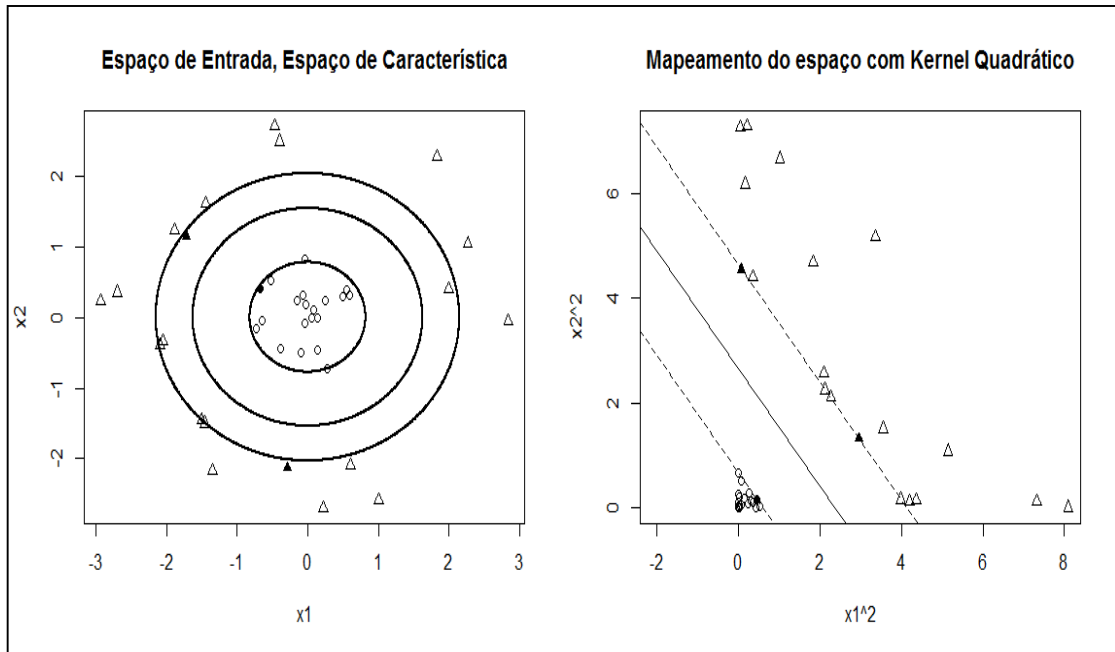 Espaço de Entrada, Espaço de Característica
x2
2
1
0
-1
-2
-3 -2 -1 0 1 2 3
x1
Mapeamento do espaço com Kernel Quadrático
x2^2
6
4
2
0
-2 0 2 4 6 8
x1^2